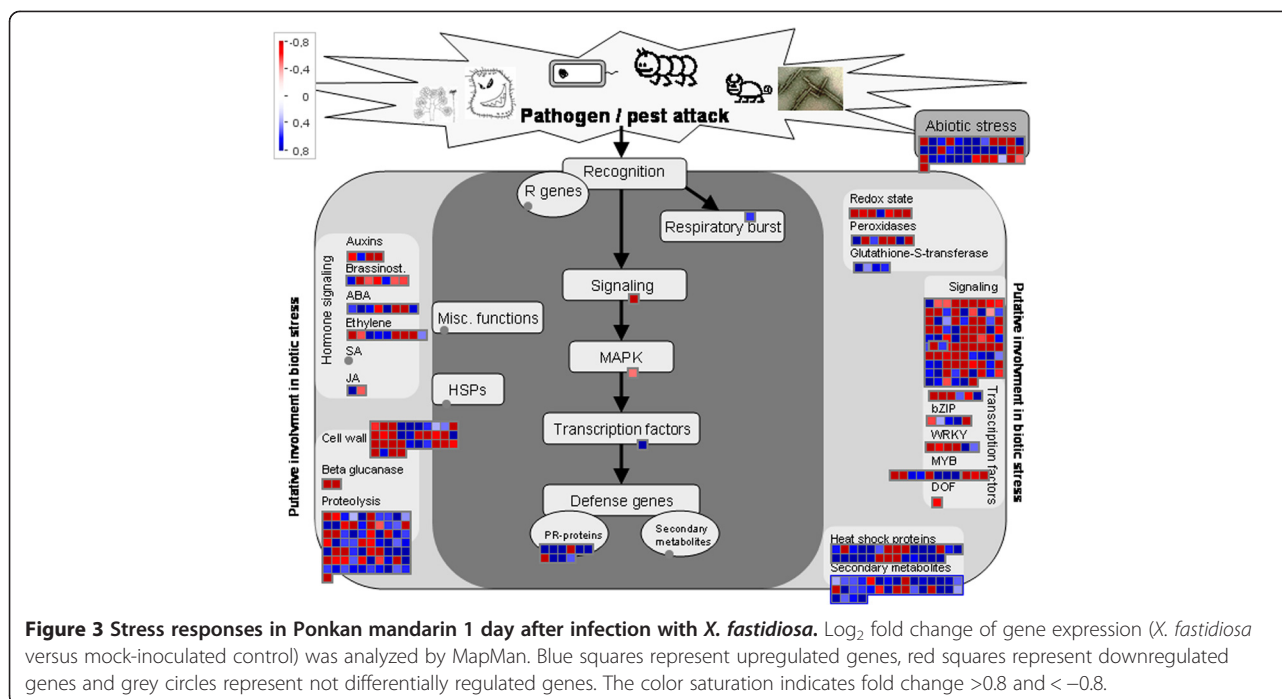 -0,8
-0,4
0
0,4
0,8
Pathogen / pest attack
Abiotic stress
Recognition
R genes
Respiratory burst
Redox state
Peroxidases
Glutathione-S-transferase
Hormone signaling
Auxins
Brassinost.
ABA
Ethylene
SA
JA
Signaling
Misc. functions
MAPK
HSPs
Transcription factors
Defense genes
PR-proteins
Secondary
metabolites
Putative involvment in biotic stress
Cell wall
Beta glucanase
Proteolysis
Signaling
Transcription factors
bZIP
WRKY
MYB
DOF
Putative involvment in biotic stress
Heat shock proteins
Secondary metabolites
Figure 3 Stress responses in Ponkan mandarin 1 day after infection with X. fastidiosa. Log₂ fold change of gene expression (X. fastidiosa
versus mock-inoculated control) was analyzed by MapMan. Blue squares represent upregulated genes, red squares represent downregulated
genes and grey circles represent not differentially regulated genes. The color saturation indicates fold change >0.8 and < −0.8.